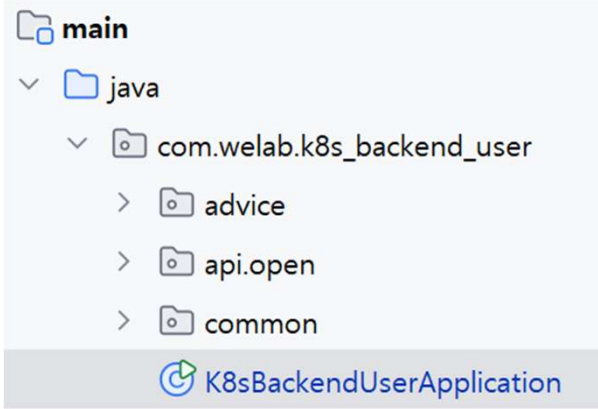 main
java
com.welab.k8s_backend_user
advice
api.open
common
K8sBackendUserApplication